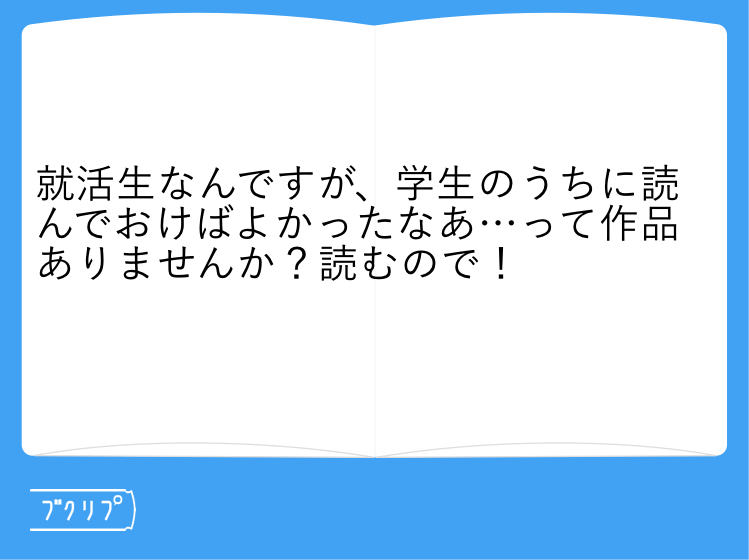 就活生なんですが、学生のうちに読
んでおけばよかったなあ…って作品
ありませんか？読むので！
ブクリプ